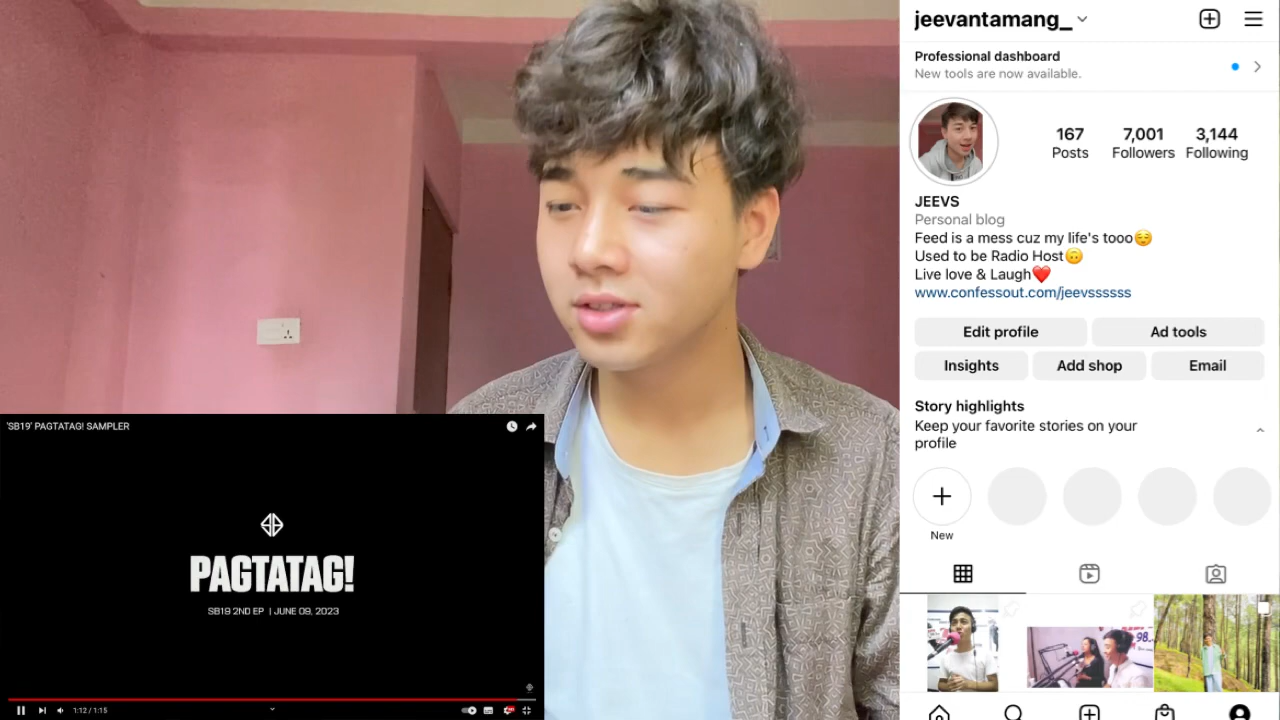 jeevantamang_
Professional dashboard
New tools are now available.
167
7,001
3,144
Posts
Followers
Following
JEEVS
Personal blog
Feed is a mess cuz my life's tooo😌
Used to be Radio Host🙃
Live love & Laugh❤️
www.confessout.com/jeevssssss
Edit profile
Ad tools
Insights
Add shop
Email
Story highlights
Keep your favorite stories on your
profile
New
98.
'SB19' PAGTATAG! SAMPLER
PAGTATAG!
SB19 2ND EP | JUNE 09, 2023
1:12 / 1:15